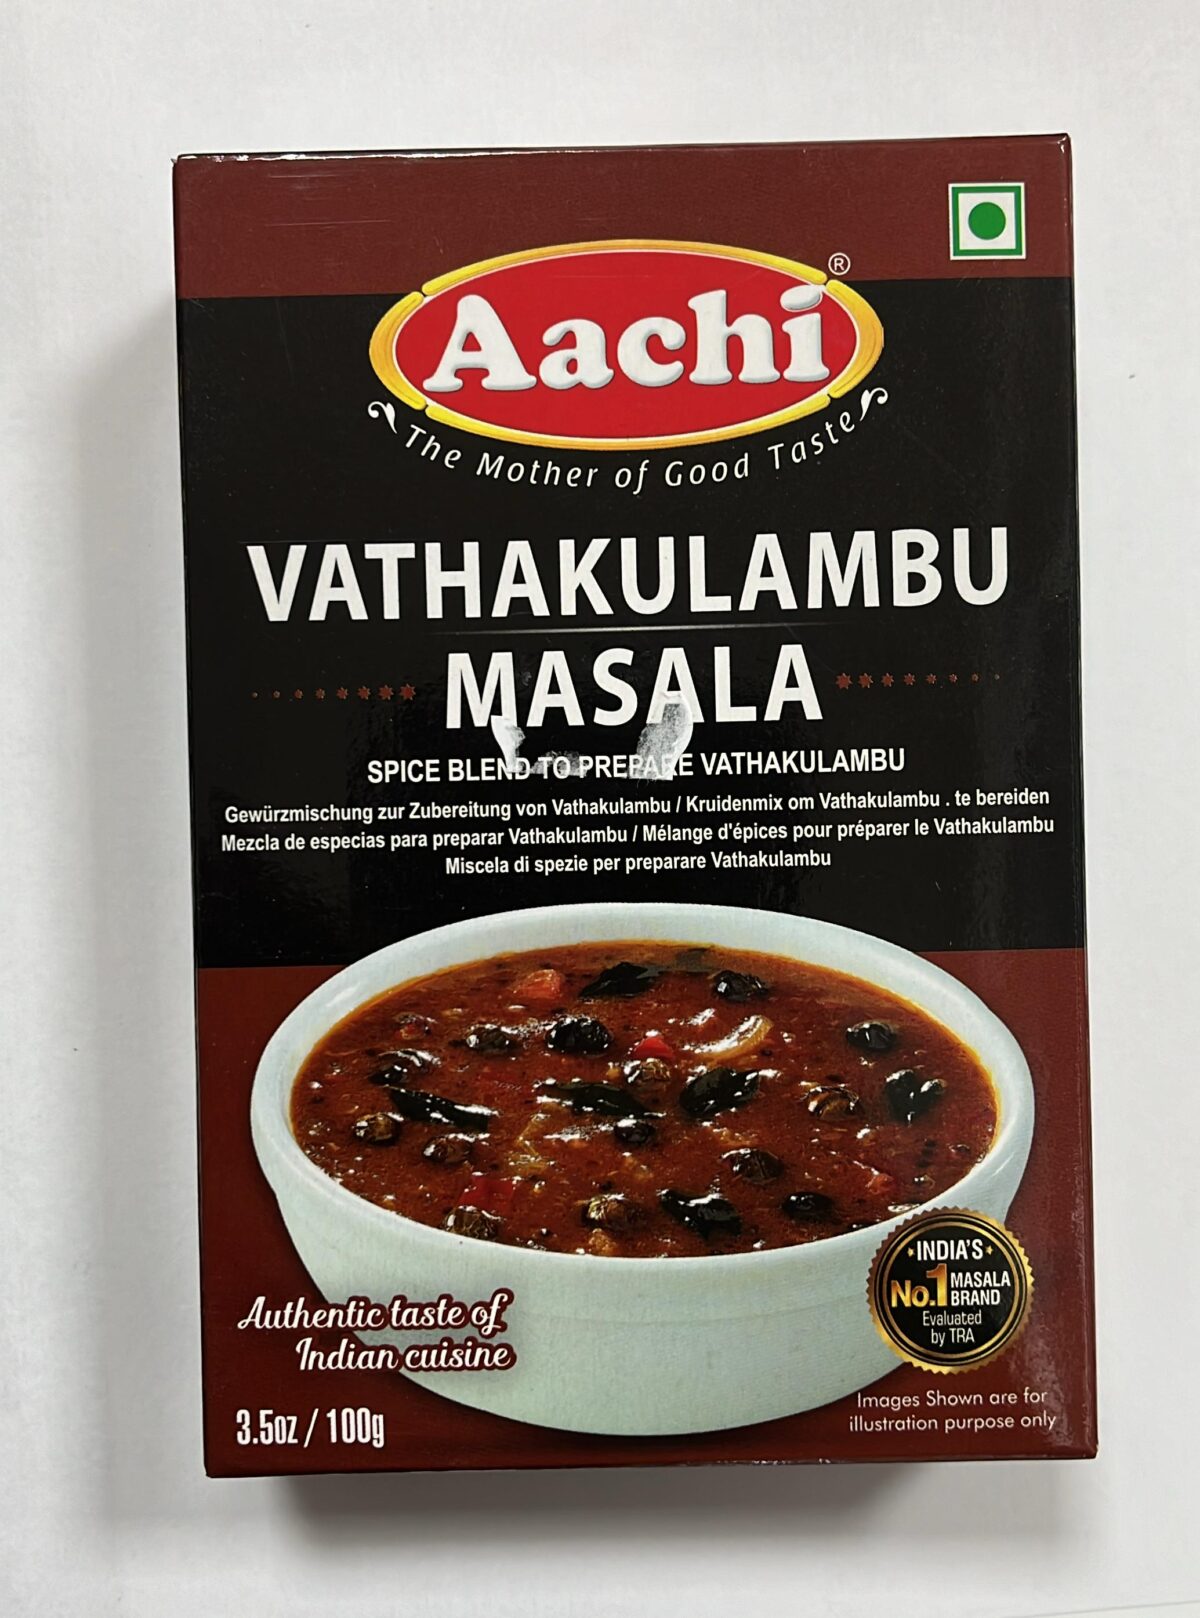 Aachi®
The Mother of Good Taste
VATHAKULAMBU
MASALA
SPICE BLEND TO PREPARE VATHAKULAMBU
Gewürzmischung zur Zubereitung von Vathakulambu / Kruidenmix om Vathakulambu . te bereiden
Mezcla de especias para preparar Vathakulambu / Mélange d'épices pour préparer le Vathakulambu
Miscela di spezie per preparare Vathakulambu
INDIA'S
No.1 MASALA
BRAND
Evaluated
by TRA
Authentic taste of
Indian cuisine
3.5oz / 100g
Images Shown are for
illustration purpose only